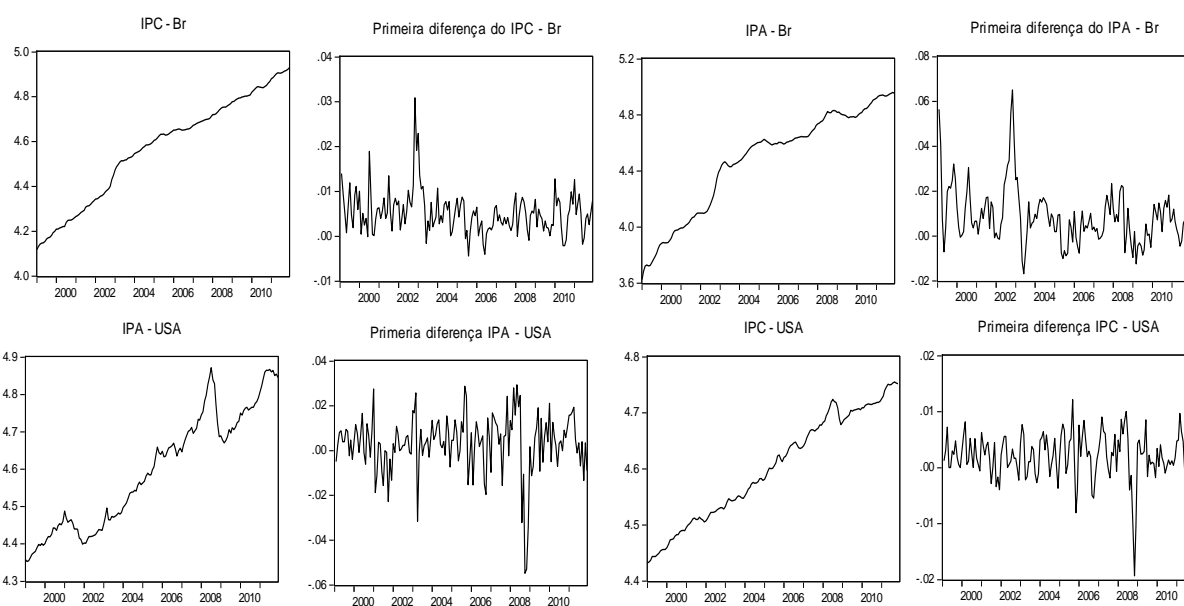 IPC - Br
5.0
4.8
4.6
4.4
4.2
4.0
2000 2002 2004 2006 2008 2010
Primeira diferença do IPC - Br
.04
.03
.02
.01
.00
-.01
2000 2002 2004 2006 2008 2010
IPA - Br
5.2
4.8
4.4
4.0
3.6
2000 2002 2004 2006 2008 2010
Primeira diferença do IPA - Br
.08
.06
.04
.02
.00
-.02
2000 2002 2004 2006 2008 2010
IPA - USA
4.9
4.8
4.7
4.6
4.5
4.4
4.3
2000 2002 2004 2006 2008 2010
Primeria diferença IPA - USA
.04
.02
.00
-.02
-.04
-.06
2000 2002 2004 2006 2008 2010
IPC - USA
4.8
4.7
4.6
4.5
4.4
2000 2002 2004 2006 2008 2010
Primeira diferença IPC - USA
.02
.01
.00
-.01
-.02
2000 2002 2004 2006 2008 2010